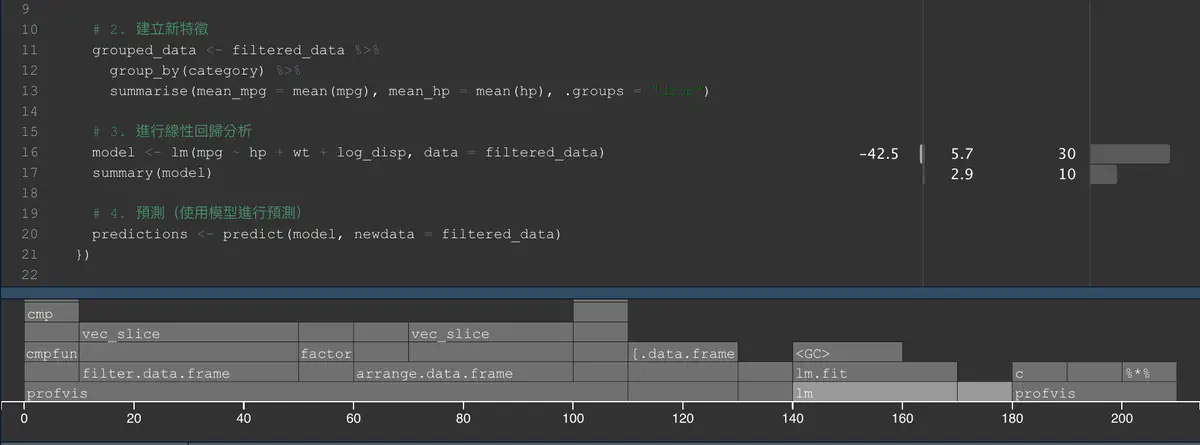 9
10 # 2. 建立新特徵
11 grouped_data <- filtered_data %>%
12 group_by(category) %>%
13 summarise(mean_mpg = mean(mpg), mean_hp = mean(hp), .groups = "drop")
14
15 # 3. 進行線性回歸分析
16 model <- lm(mpg ~ hp + wt + log_disp, data = filtered_data) -42.5 5.7 30
17 summary(model) 2.9 10
18
19 # 4. 預測（使用模型進行預測）
20 predictions <- predict(model, newdata = filtered_data)
21 })
22
cmp
vec_slice vec_slice
cmpfun factor [.data.frame <GC>
filter.data.frame arrange.data.frame lm.fit c %*%
profvis lm profvis
0 20 40 60 80 100 120 140 160 180 200